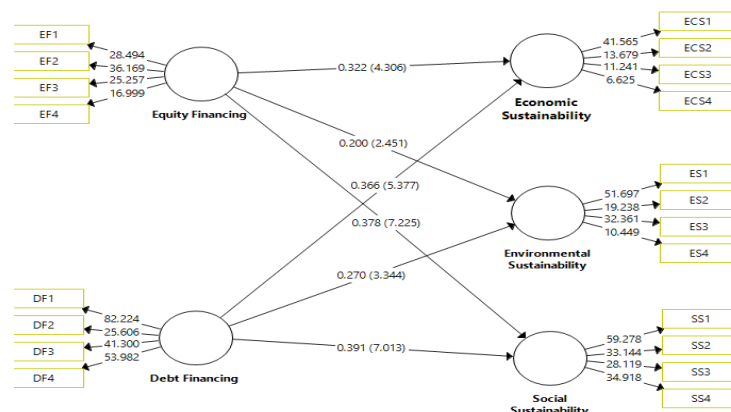 EF1
EF2
EF3
EF4
28.494
36.169
25.257
16.999
Equity Financing
DF1
DF2
DF3
DF4
82.224
25.606
41.300
53.982
Debt Financing
0.322 (4.306)
0.200 (2.451)
0.366 (5.377)
0.378 (7.225)
0.270 (3.344)
0.391 (7.013)
Economic
Sustainability
41.565
13.679
11.241
6.625
ECS1
ECS2
ECS3
ECS4
Environmental
Sustainability
51.697
19.238
32.361
10.449
ES1
ES2
ES3
ES4
Social
Sustainability
59.278
33.144
28.119
34.918
SS1
SS2
SS3
SS4